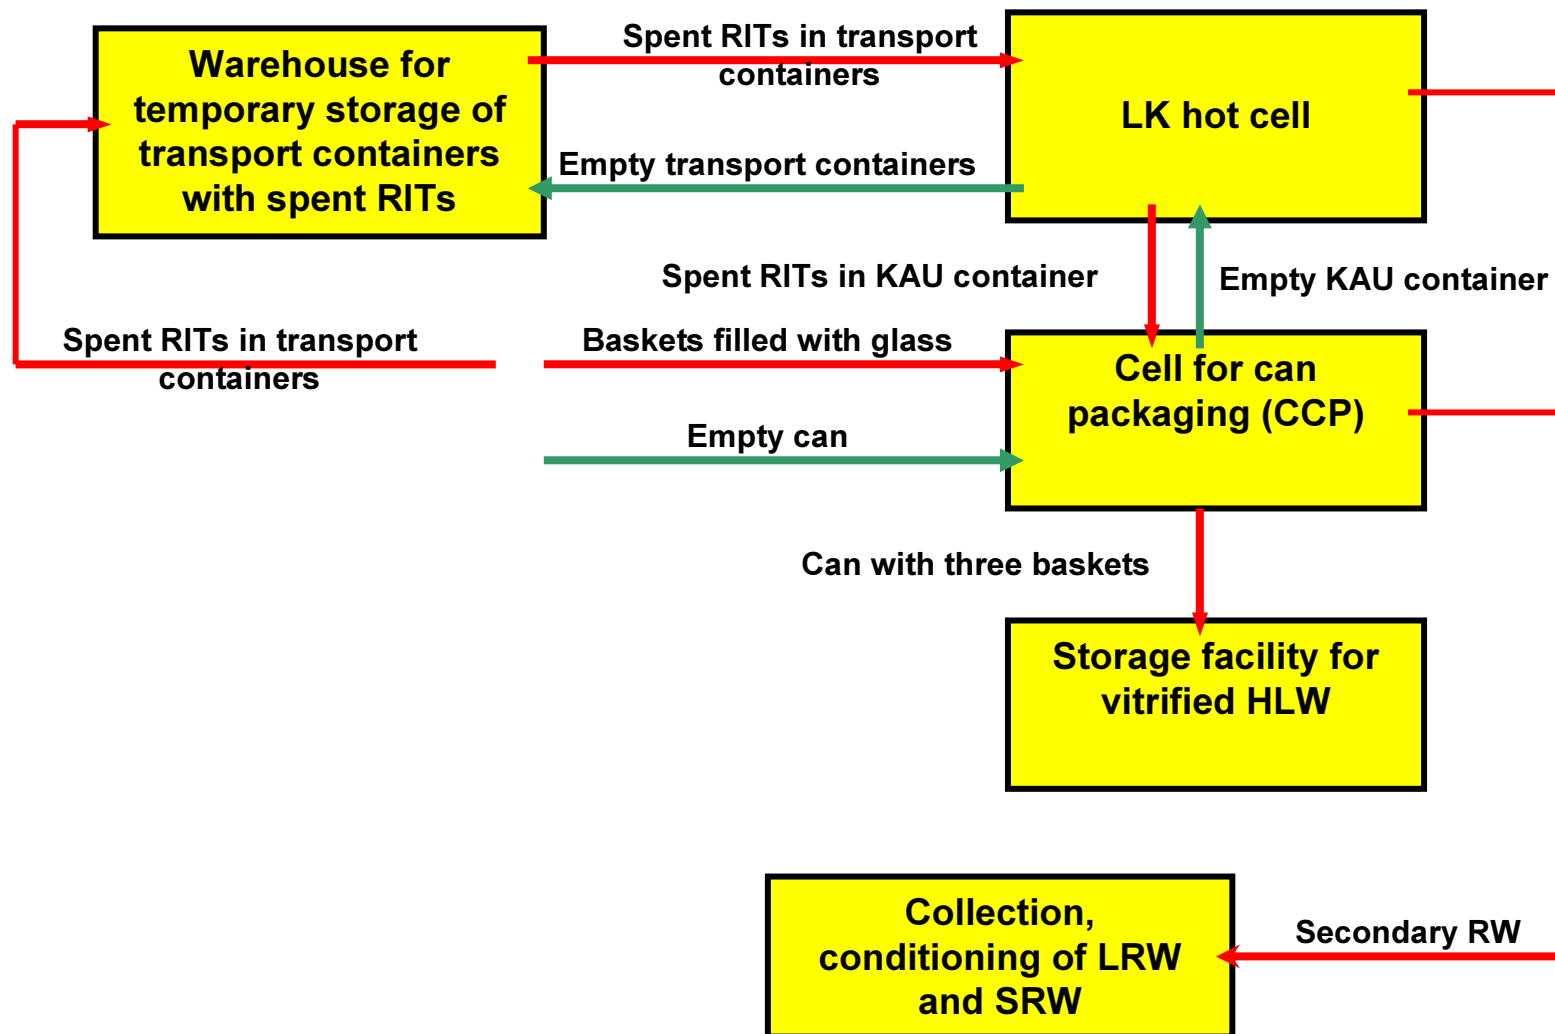 Warehouse for
temporary storage of
transport containers
with spent RITs
Spent RITs in transport
containers
LK hot cell
Empty transport containers
Spent RITs in KAU container
Empty KAU container
Spent RITs in transport
containers
Baskets filled with glass
Empty can
Cell for can
packaging (CCP)
Can with three baskets
Storage facility for
vitrified HLW
Collection,
conditioning of LRW
and SRW
Secondary RW